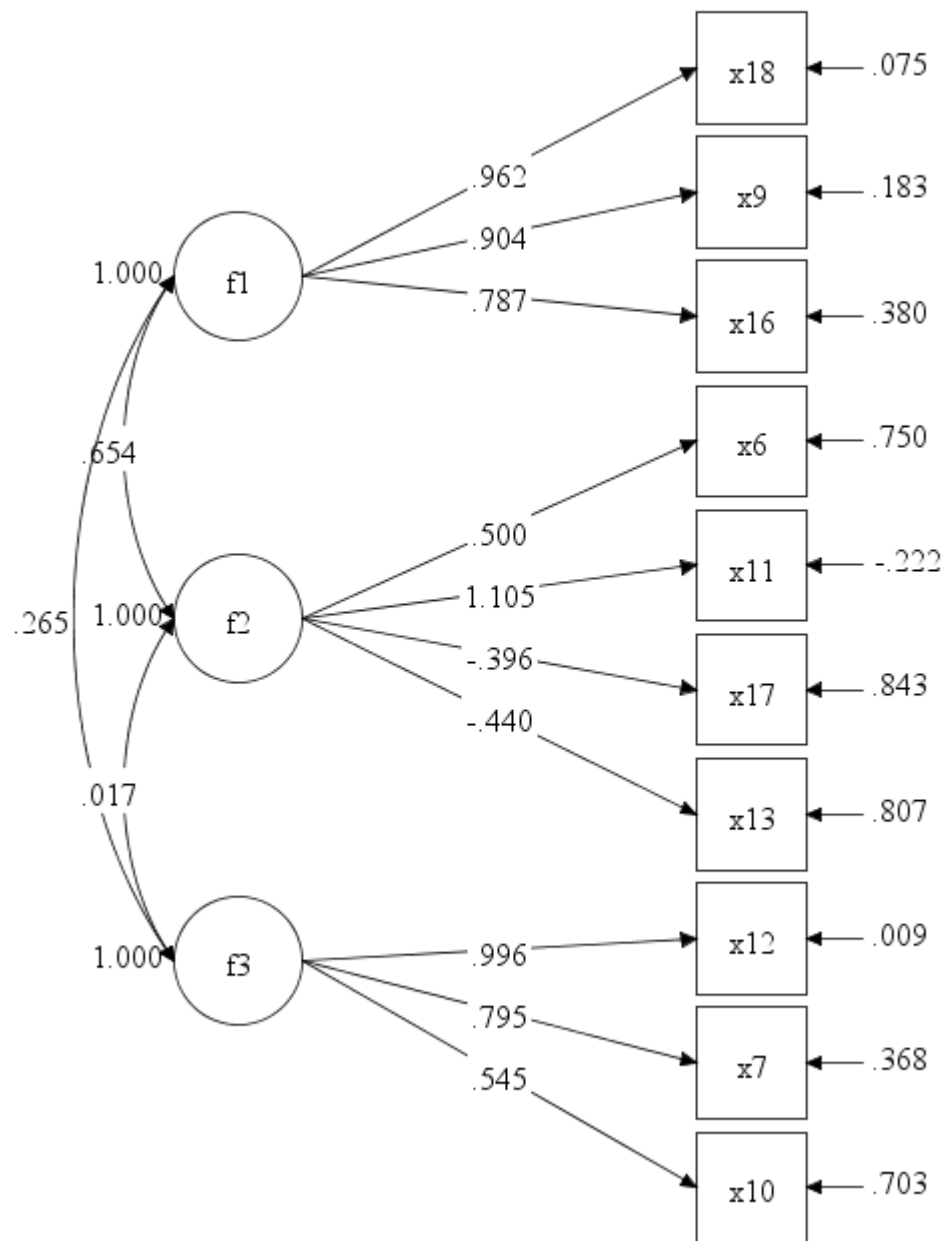 x18
.075
.962
x9
.183
.904
1.000
f1
.787
x16
.380
.654
x6
.750
.500
x11
-.222
1.105
1.000
f2
.265
-.396
x17
.843
-.440
.017
x13
.807
x12
.009
.996
1.000
f3
.795
x7
.368
.545
x10
.703